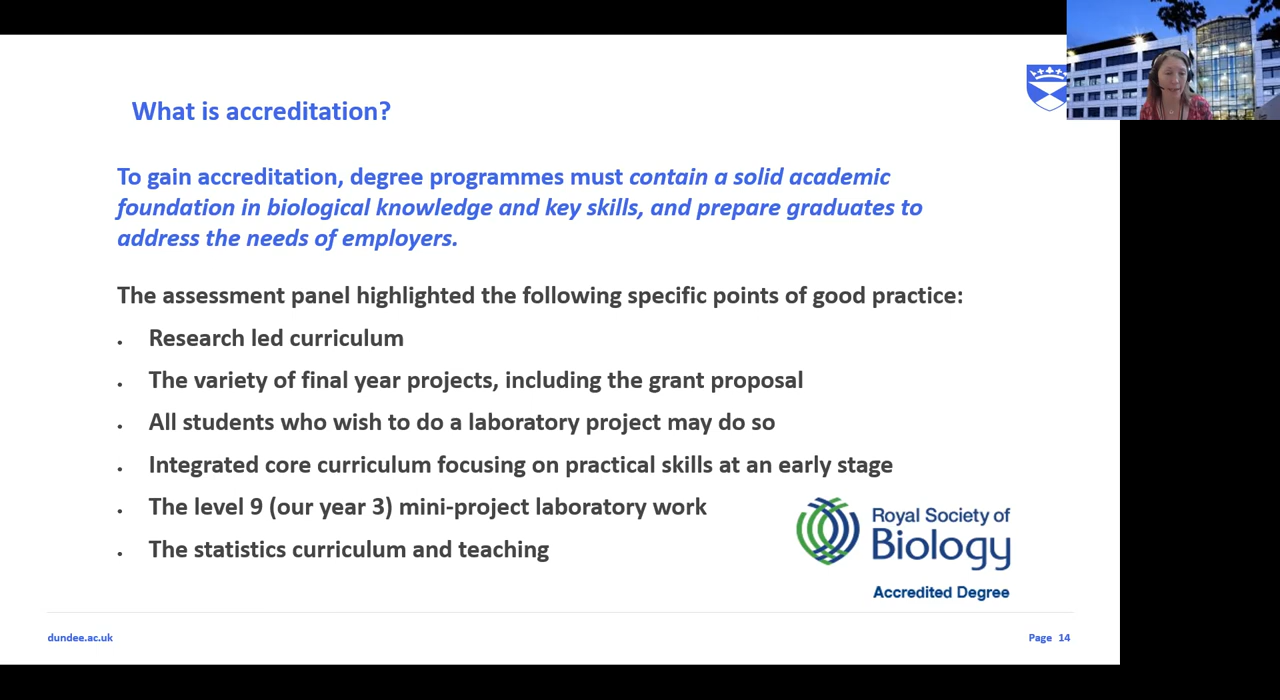 What is accreditation?
To gain accreditation, degree programmes must contain a solid academic
foundation in biological knowledge and key skills, and prepare graduates to
address the needs of employers.
The assessment panel highlighted the following specific points of good practice:
• Research led curriculum
• The variety of final year projects, including the grant proposal
• All students who wish to do a laboratory project may do so
• Integrated core curriculum focusing on practical skills at an early stage
• The level 9 (our year 3) mini-project laboratory work
• The statistics curriculum and teaching
Royal Society of
Biology
Accredited Degree
dundee.ac.uk
Page 14